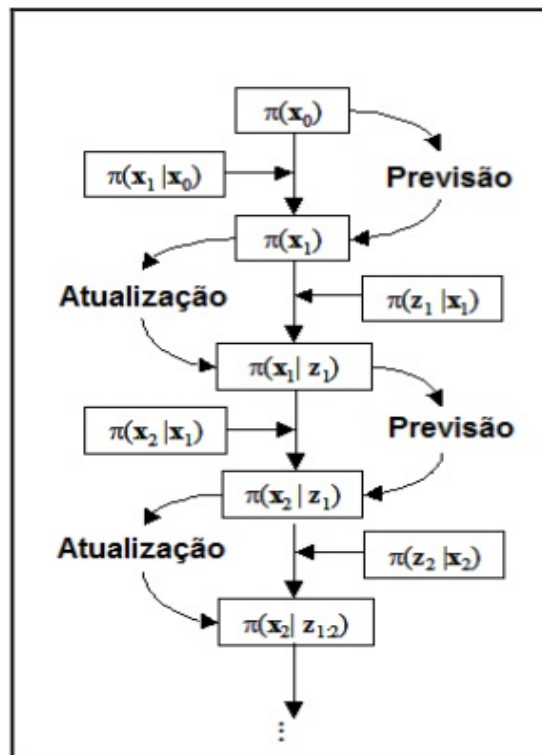 π(x₀)
π(x₁ |x₀)
Previsão
π(x₁)
Atualização
π(z₁ |x₁)
π(x₁| z₁)
π(x₂ |x₁)
Previsão
π(x₂ | z₁)
Atualização
π(z₂ |x₂)
π(x₂| z₁:₂)
...